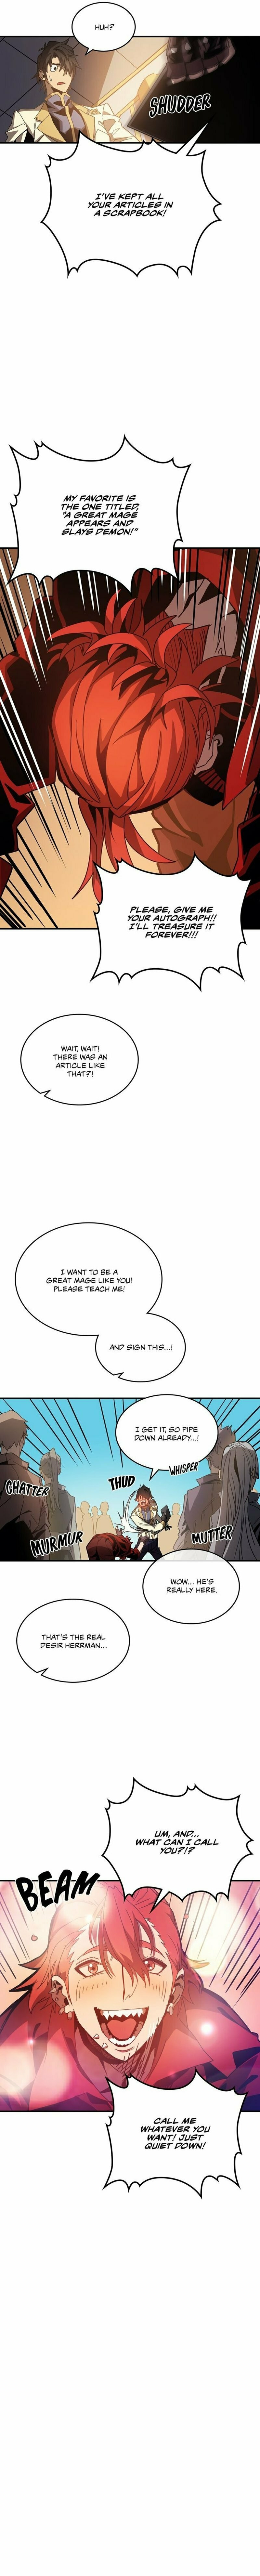 HUH?
SHUDDER
I'VE KEPT ALL
YOUR ARTICLES IN
A SCRAPBOOK!
MY FAVORITE IS
THE ONE TITLED,
"A GREAT MAGE
APPEARS AND
SLAYS DEMON!"
PLEASE, GIVE ME
YOUR AUTOGRAPH!!
I'LL TREASURE IT
FOREVER!!!
WAIT, WAIT!
THERE WAS AN
ARTICLE LIKE
THAT?!
I WANT TO BE A
GREAT MAGE LIKE YOU!
PLEASE TEACH ME!
AND SIGN THIS...!
I GET IT, SO PIPE
DOWN ALREADY...!
CHATTER
THUD
WHISPER
MURMUR
MUTTER
WOW... HE'S
REALLY HERE.
THAT'S THE REAL
DESIR HERRMAN...
UM, AND...
WHAT CAN I CALL
YOU?!?
BEAM
CALL ME
WHATEVER YOU
WANT! JUST
QUIET DOWN!